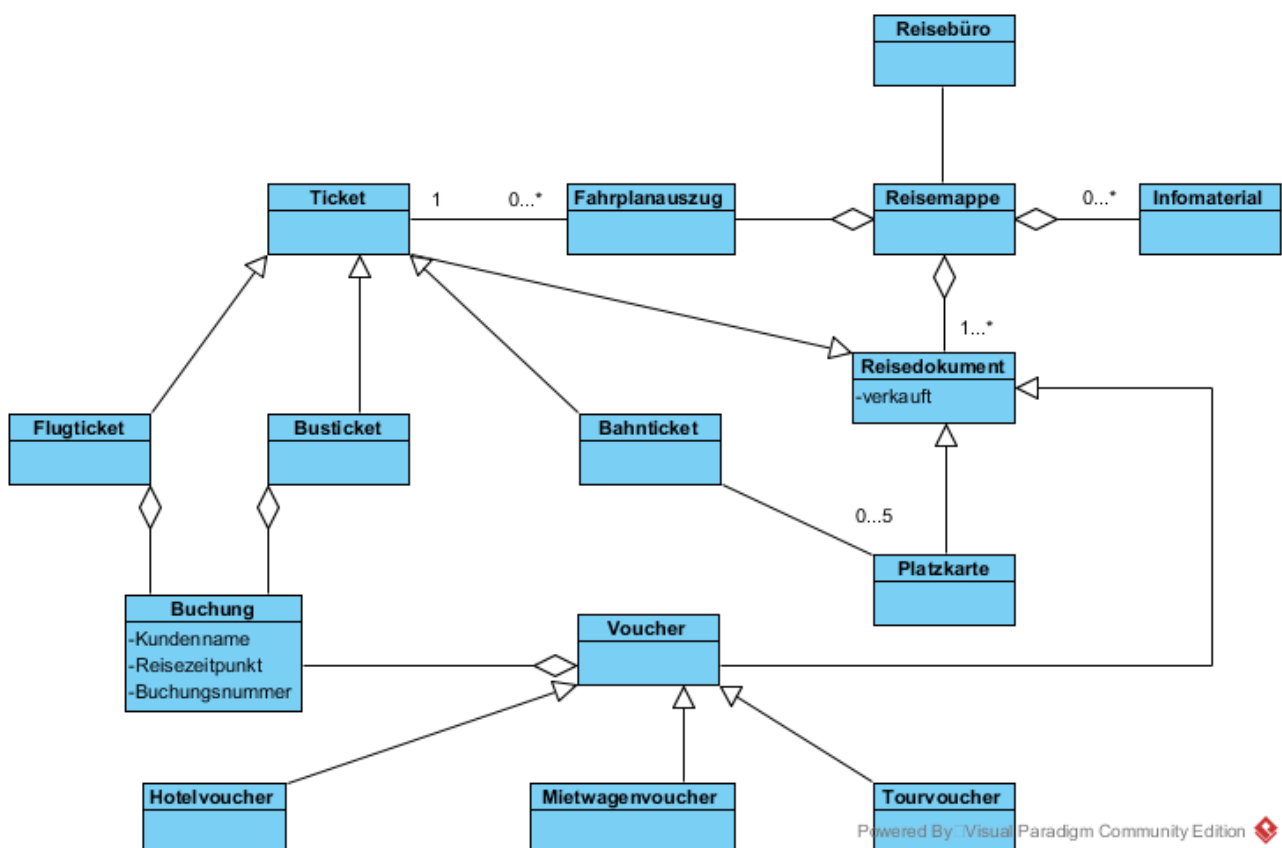 Reisebüro
Ticket
1
0...*
Fahrplanauszug
Reisemappe
0...*
Infomaterial
1...*
Reisedokument
-verkauft
Flugticket
Busticket
Bahnticket
0...5
Platzkarte
Buchung
-Kundenname
-Reisezeitpunkt
-Buchungsnummer
Voucher
Hotelvoucher
Mietwagenvoucher
Tourvoucher
Powered By Visual Paradigm Community Edition